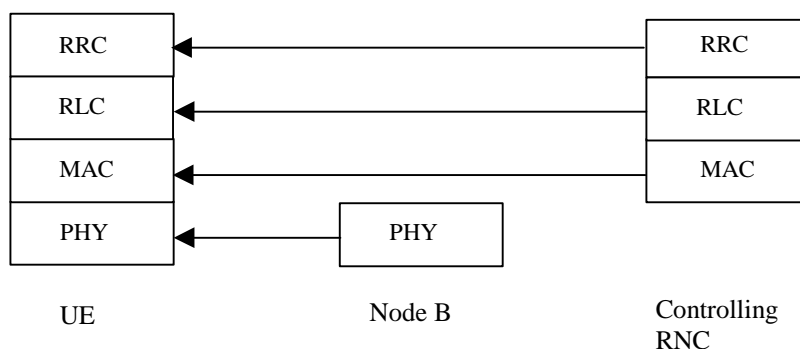 RRC RRC
RLC RLC
MAC MAC
PHY PHY
UE Node B Controlling
RNC